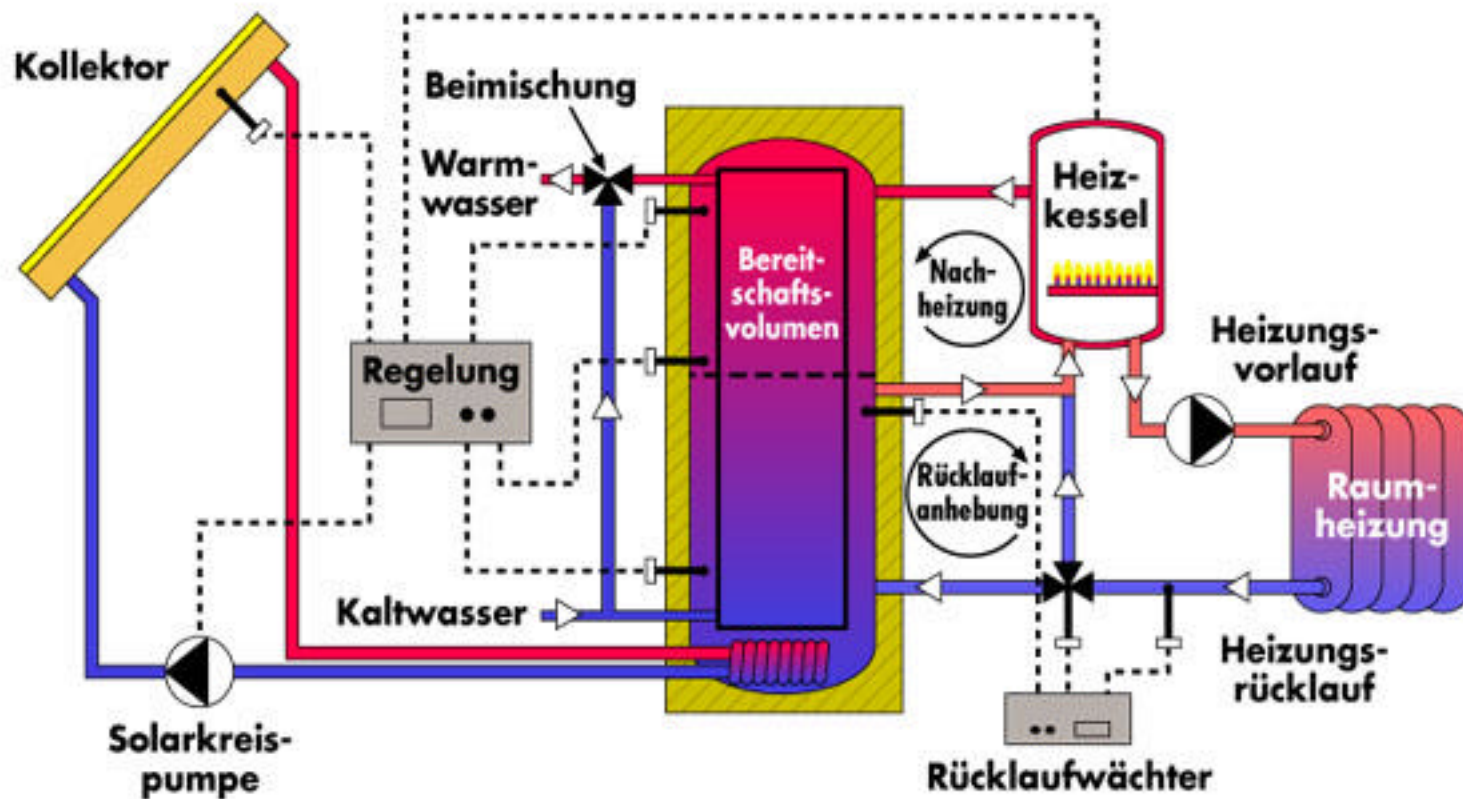 Kollektor
Beimischung
Warm-
wasser
Heiz-
kessel
Bereit-
schafts-
volumen
Nach-
heizung
Heizungs-
vorlauf
Regelung
Rücklauf-
anhebung
Raum-
heizung
Kaltwasser
Heizungs-
rücklauf
Solarkreis-
pumpe
Rücklaufwächter